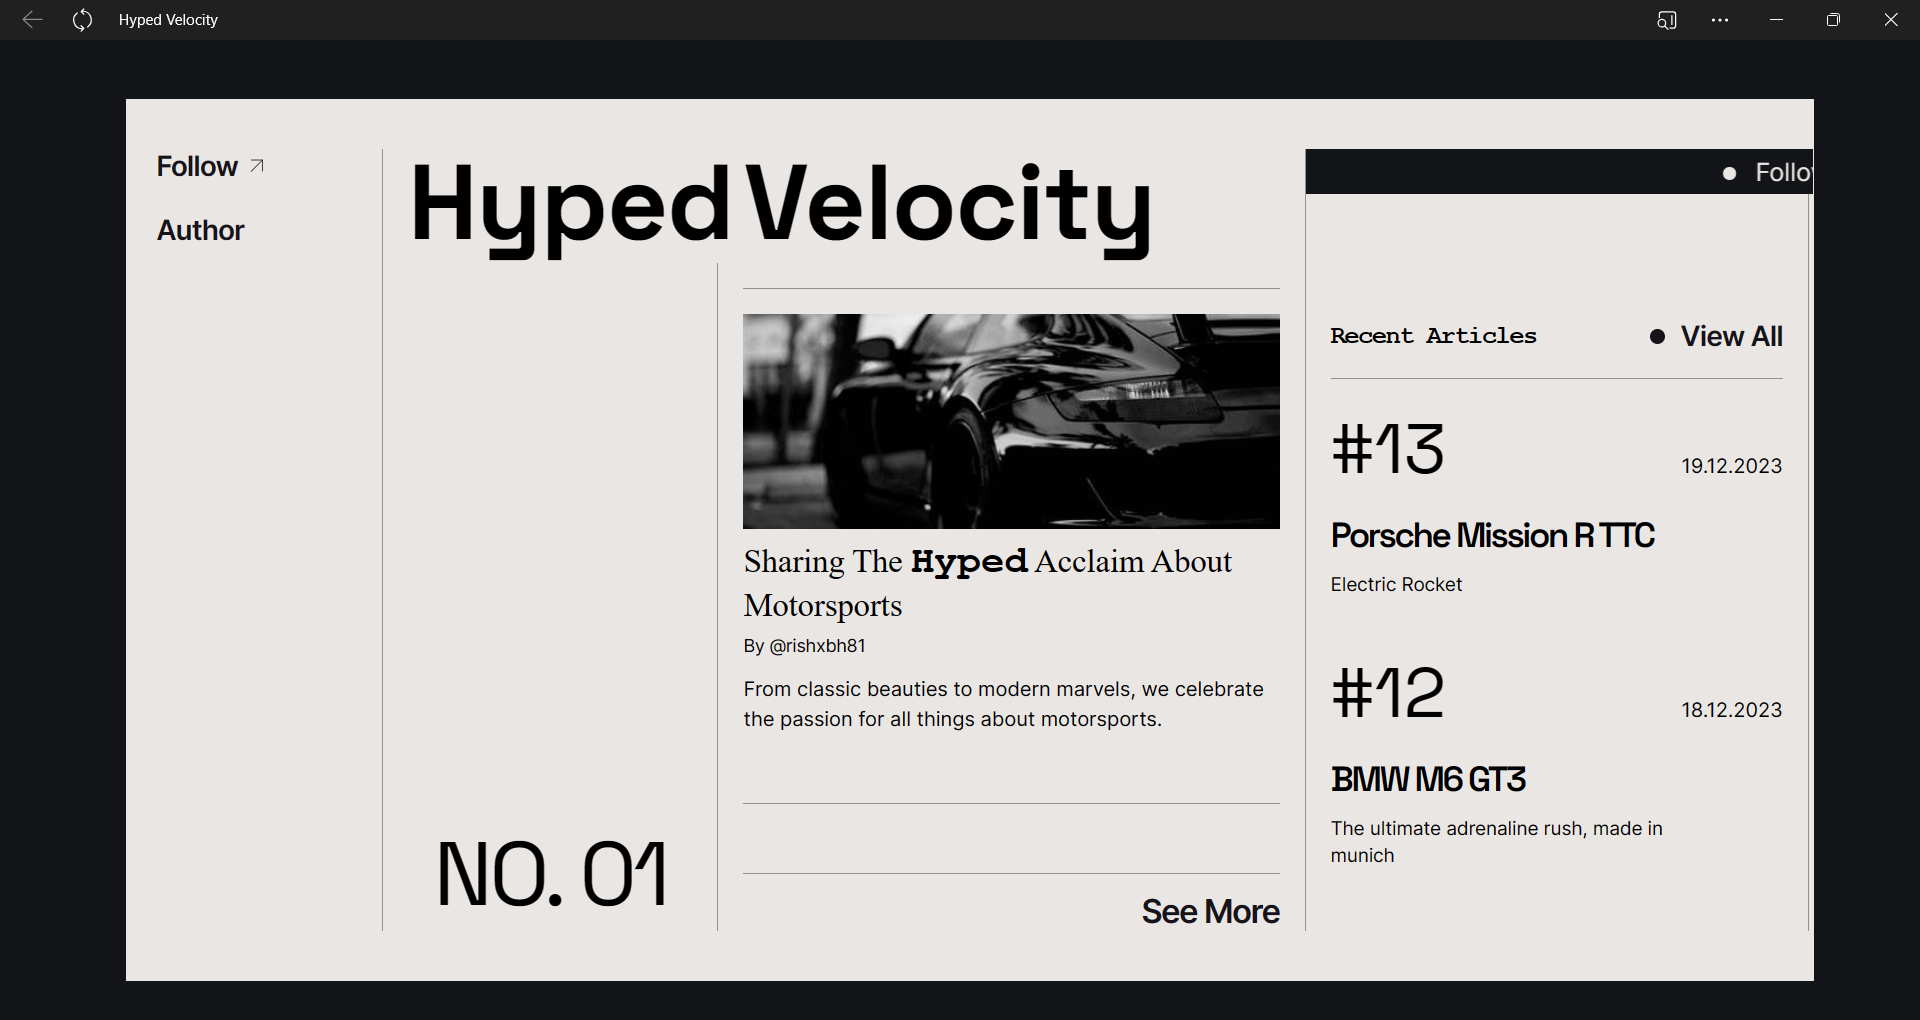 Hyped Velocity
Follow
Author
Hyped Velocity
NO. 01
Sharing The Hyped Acclaim About
Motorsports
By @rishxbh81
From classic beauties to modern marvels, we celebrate
the passion for all things about motorsports.
See More
Follo
Recent Articles
View All
#13
19.12.2023
Porsche Mission R TTC
Electric Rocket
#12
18.12.2023
BMW M6 GT3
The ultimate adrenaline rush, made in
munich